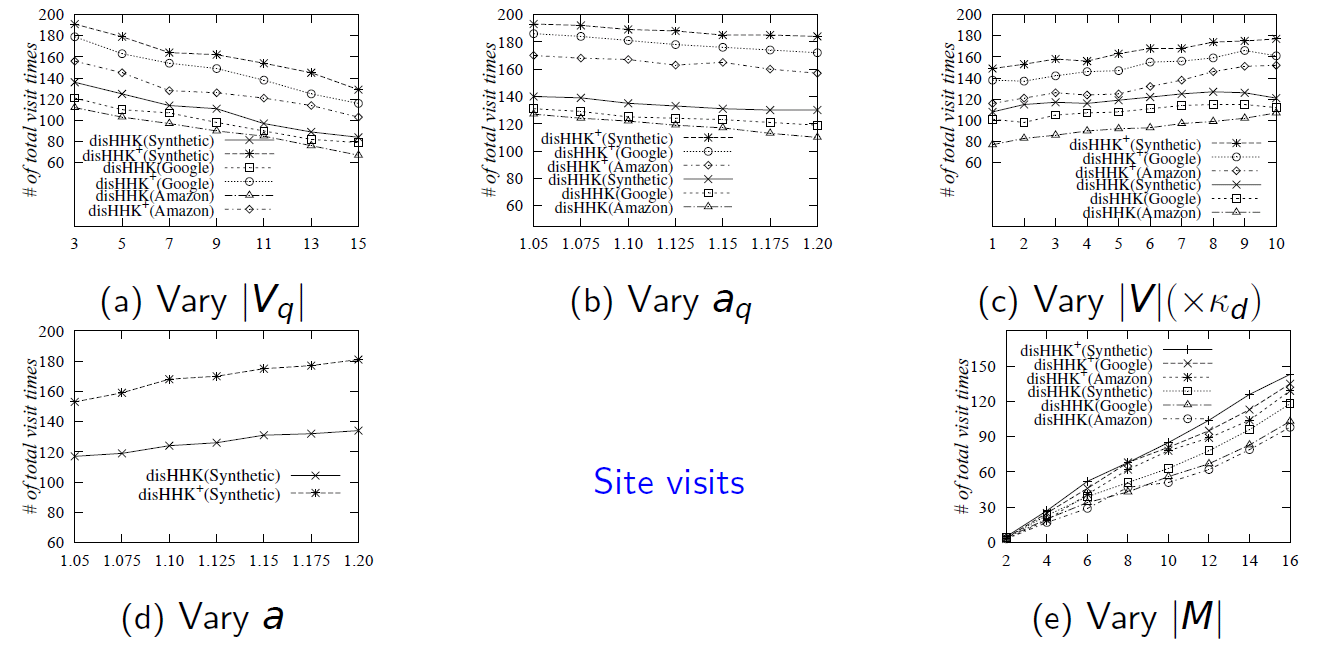 200
180
160
140
120
100
80
60
# of total visit times
disHHK(Synthetic)
disHHK+(Synthetic)
disHHK(Google)
disHHK+(Google)
disHHK(Amazon)
disHHK+(Amazon)
3 5 7 9 11 13 15
(a) Vary |Vq|
200
180
160
140
120
100
80
60
# of total visit times
disHHK+(Synthetic)
disHHK+(Google)
disHHK+(Amazon)
disHHK(Synthetic)
disHHK(Google)
disHHK(Amazon)
1.05 1.075 1.10 1.125 1.15 1.175 1.20
(b) Vary aq
200
180
160
140
120
100
80
60
# of total visit times
disHHK+(Synthetic)
disHHK+(Google)
disHHK+(Amazon)
disHHK(Synthetic)
disHHK(Google)
disHHK(Amazon)
1 2 3 4 5 6 7 8 9 10
(c) Vary |V|(×κd)
200
180
160
140
120
100
80
60
# of total visit times
disHHK(Synthetic)
disHHK+(Synthetic)
1.05 1.075 1.10 1.125 1.15 1.175 1.20
(d) Vary a
Site visits
150
120
90
60
30
0
# of total visit times
disHHK+(Synthetic)
disHHK+(Google)
disHHK+(Amazon)
disHHK(Synthetic)
disHHK(Google)
disHHK(Amazon)
2 4 6 8 10 12 14 16
(e) Vary |M|